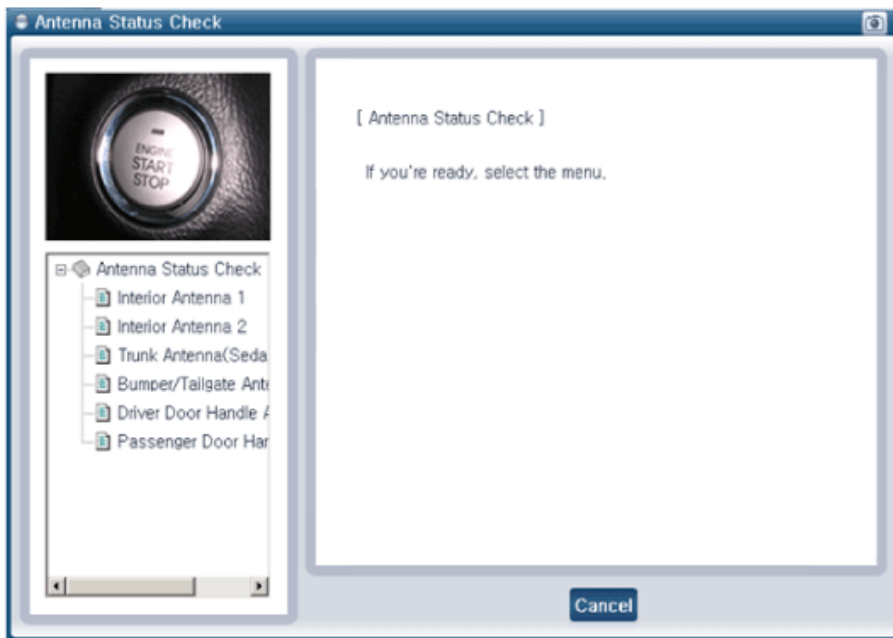 Antenna Status Check
ENGINE
START
STOP
Antenna Status Check
Interior Antenna 1
Interior Antenna 2
Trunk Antenna(Seda
Bumper/Tailgate Ant
Driver Door Handle
Passenger Door Har
[ Antenna Status Check ]
If you're ready, select the menu.
Cancel